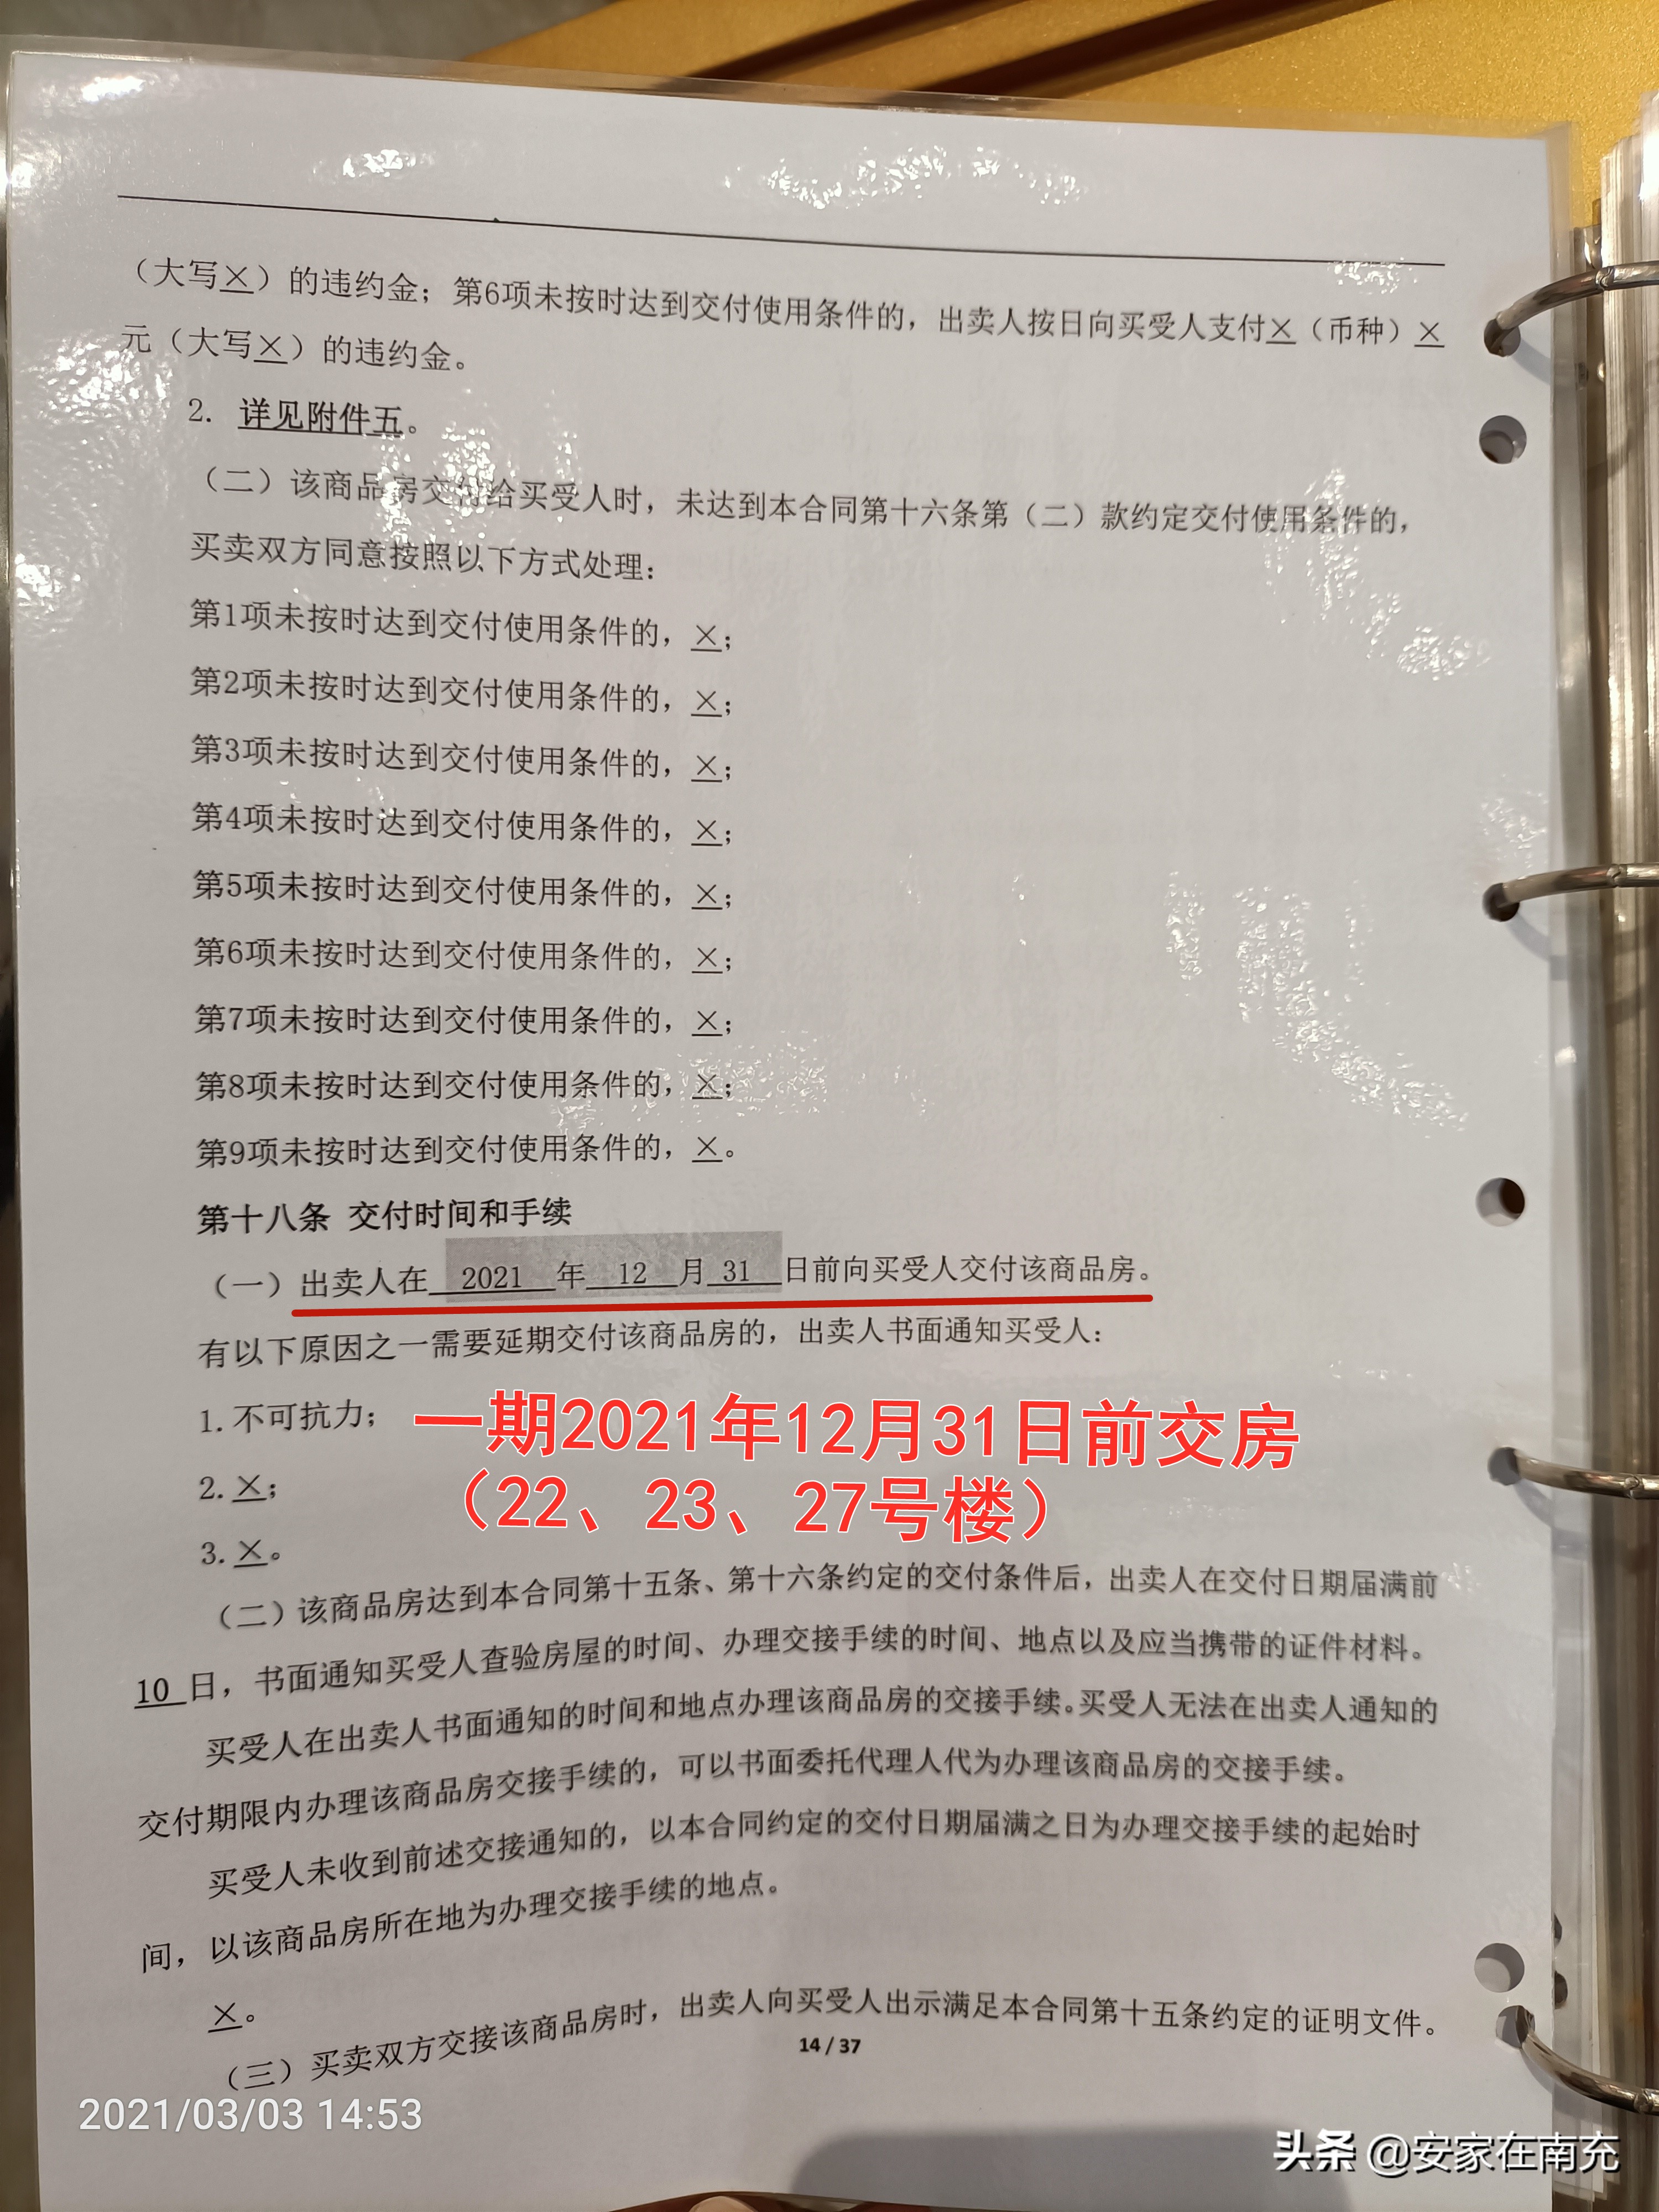 （大写×）的违约金；第6项未按时达到交付使用条件的，出卖人按日向买受人支付×（币种）×
元（大写×）的违约金。
2. 详见附件五。
（二）该商品房交付给买受人时，未达到本合同第十六条第（二）款约定交付使用条件的，
买卖双方同意按照以下方式处理：
第1项未按时达到交付使用条件的，×；
第2项未按时达到交付使用条件的，×；
第3项未按时达到交付使用条件的，×；
第4项未按时达到交付使用条件的，×；
第5项未按时达到交付使用条件的，×；
第6项未按时达到交付使用条件的，×；
第7项未按时达到交付使用条件的，×；
第8项未按时达到交付使用条件的，×；
第9项未按时达到交付使用条件的，×。
第十八条 交付时间和手续
（一）出卖人在 2021 年 12 月 31 日前向买受人交付该商品房。
有以下原因之一需要延期交付该商品房的，出卖人书面通知买受人：
1. 不可抗力；
一期2021年12月31日前交房
2. ×；
（22、23、27号楼）
3. ×。
（二）该商品房达到本合同第十五条、第十六条约定的交付条件后，出卖人在交付日期届满前
10 日，书面通知买受人查验房屋的时间、办理交接手续的时间、地点以及应当携带的证件材料。
买受人在出卖人书面通知的时间和地点办理该商品房的交接手续。买受人无法在出卖人通知的
交付期限内办理该商品房交接手续的，可以书面委托代理人代为办理该商品房的交接手续。
买受人未收到前述交接通知的，以本合同约定的交付日期届满之日为办理交接手续的起始时
间，以该商品房所在地为办理交接手续的地点。
×。
（三）买卖双方交接该商品房时，出卖人向买受人出示满足本合同第十五条约定的证明文件。
14 / 37
2021/03/03 14:53
头条 @安家在南充